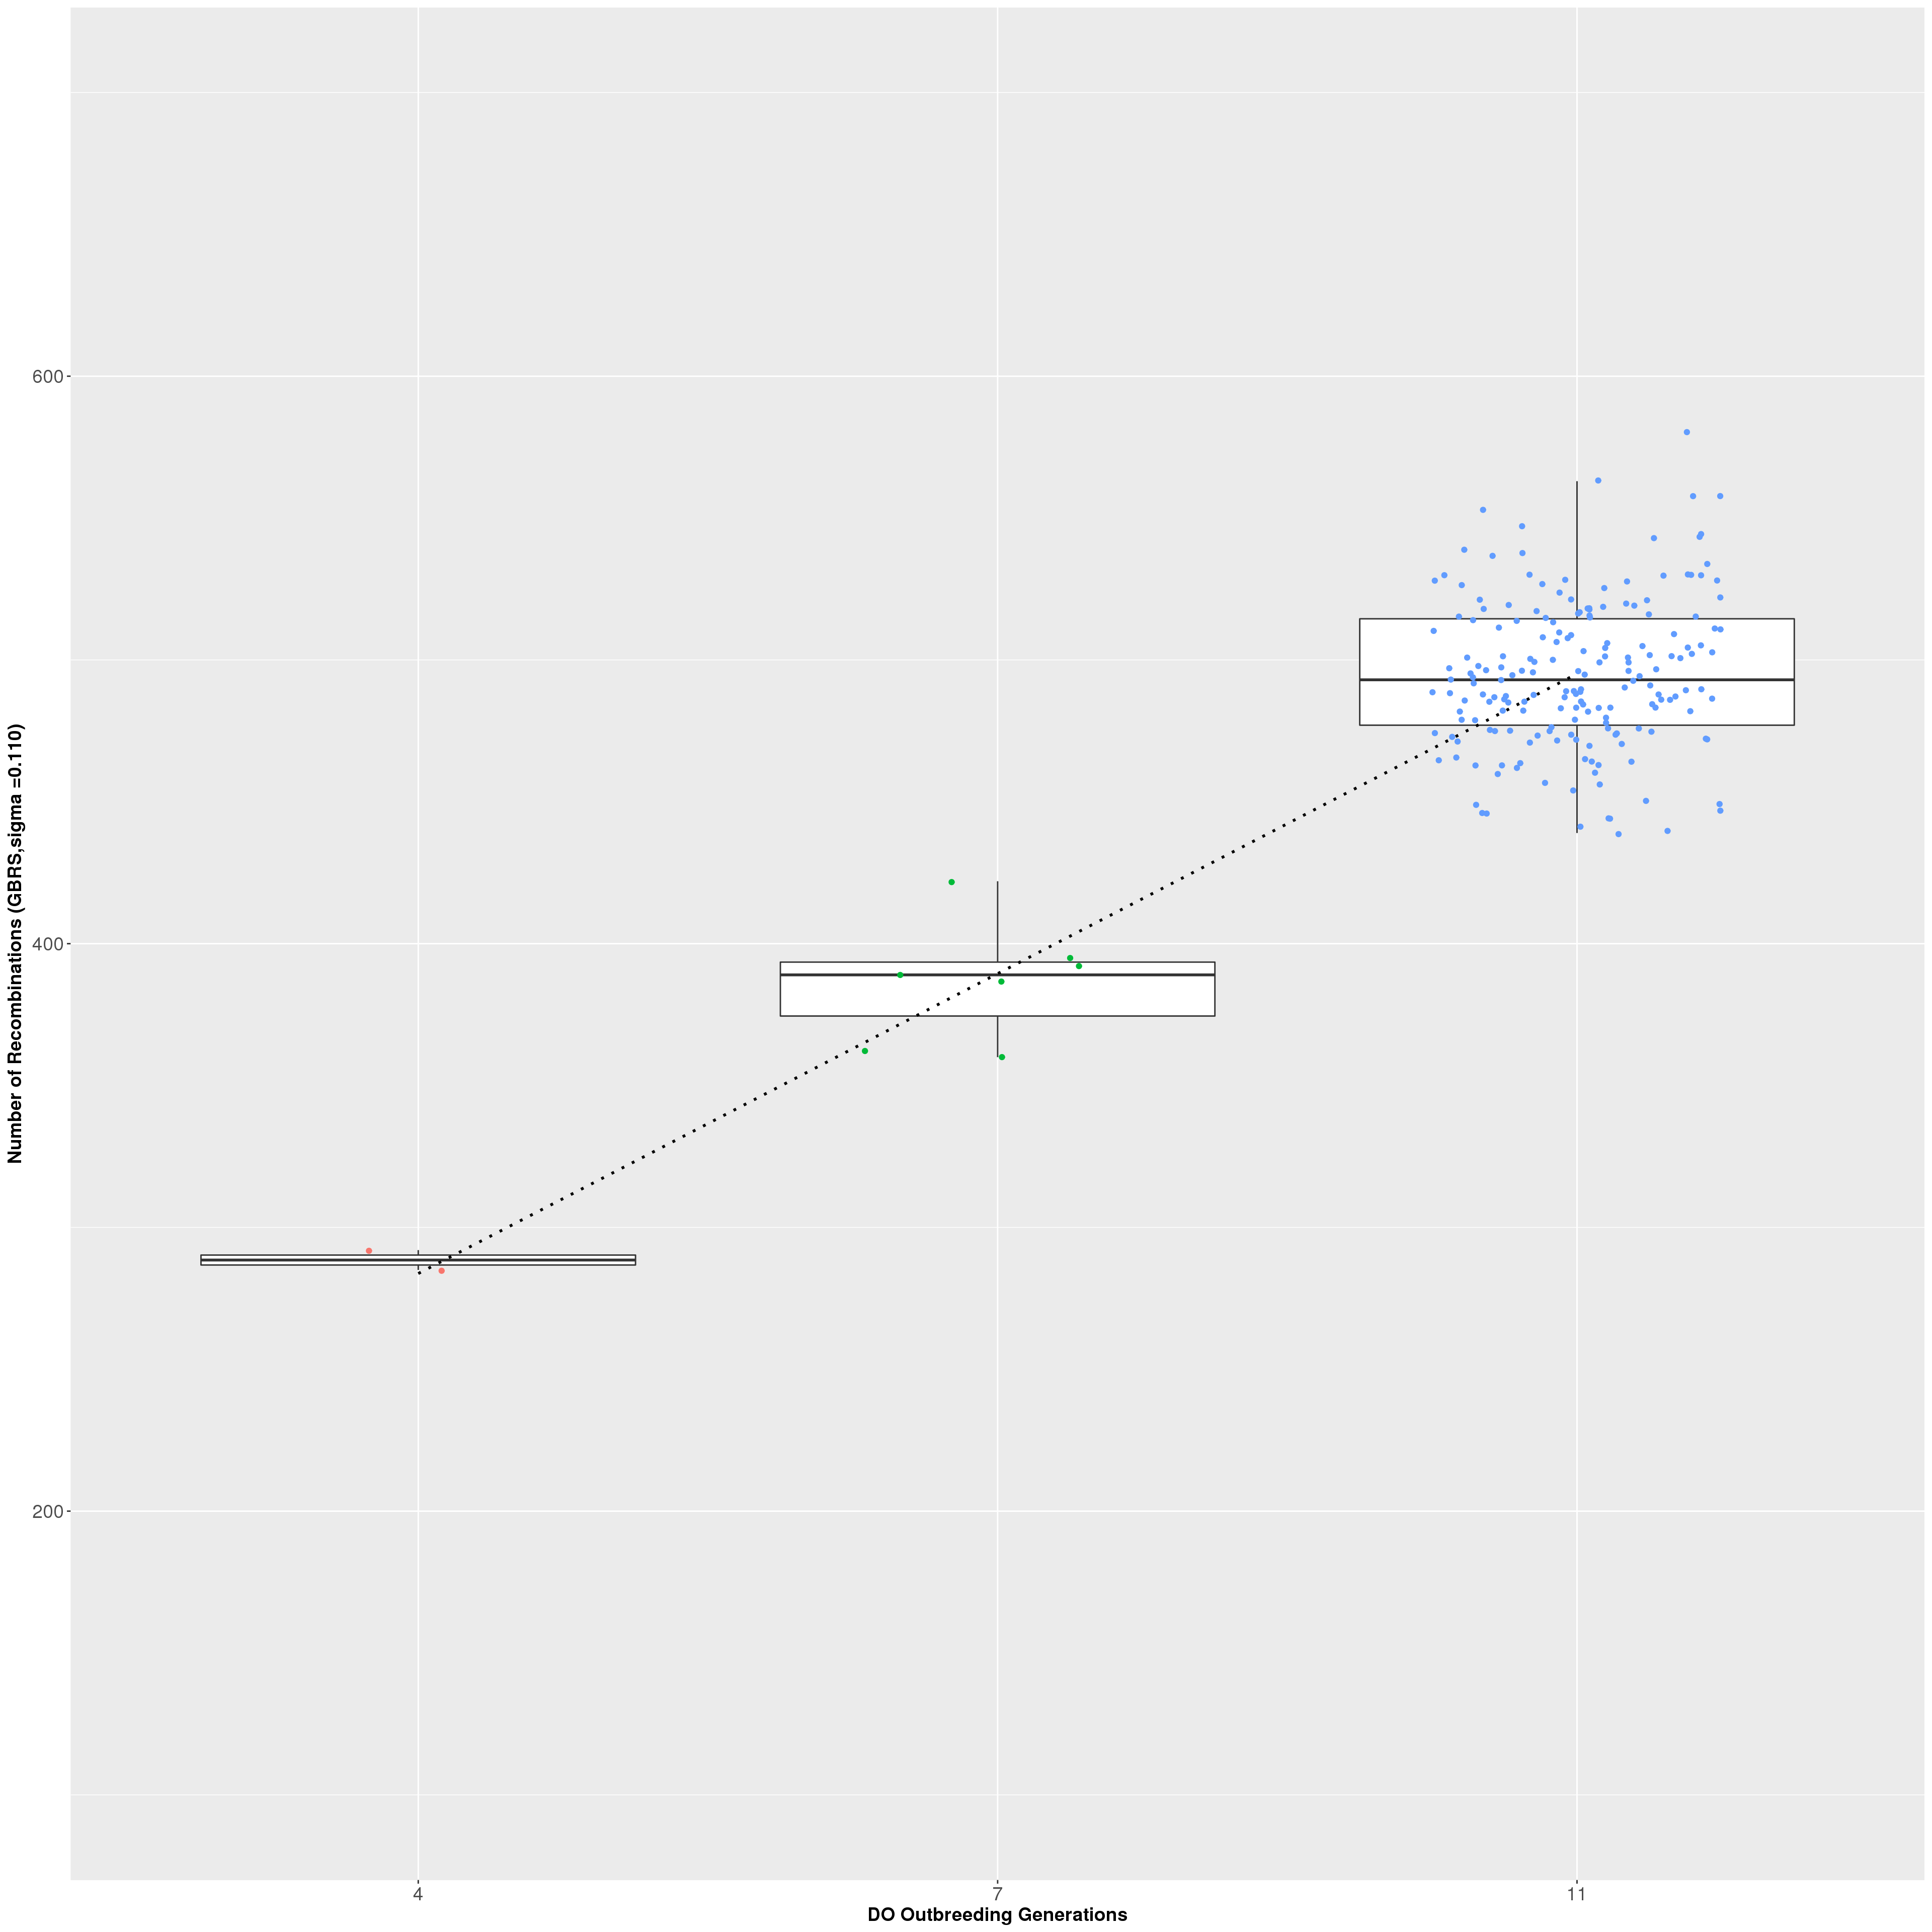 Number of Recombinations (GBRS,sigma =0.110)
600
400
200
4 7 11
DO Outbreeding Generations